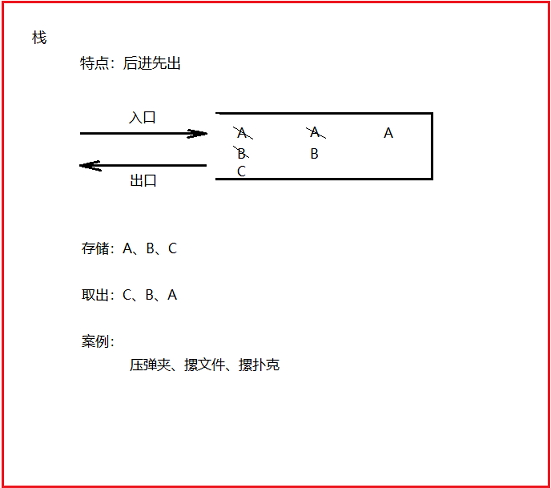 栈
特点：后进先出
入口
A A A
B B
C
出口
存储：A、B、C
取出：C、B、A
案例：
压弹夹、摞文件、摞扑克